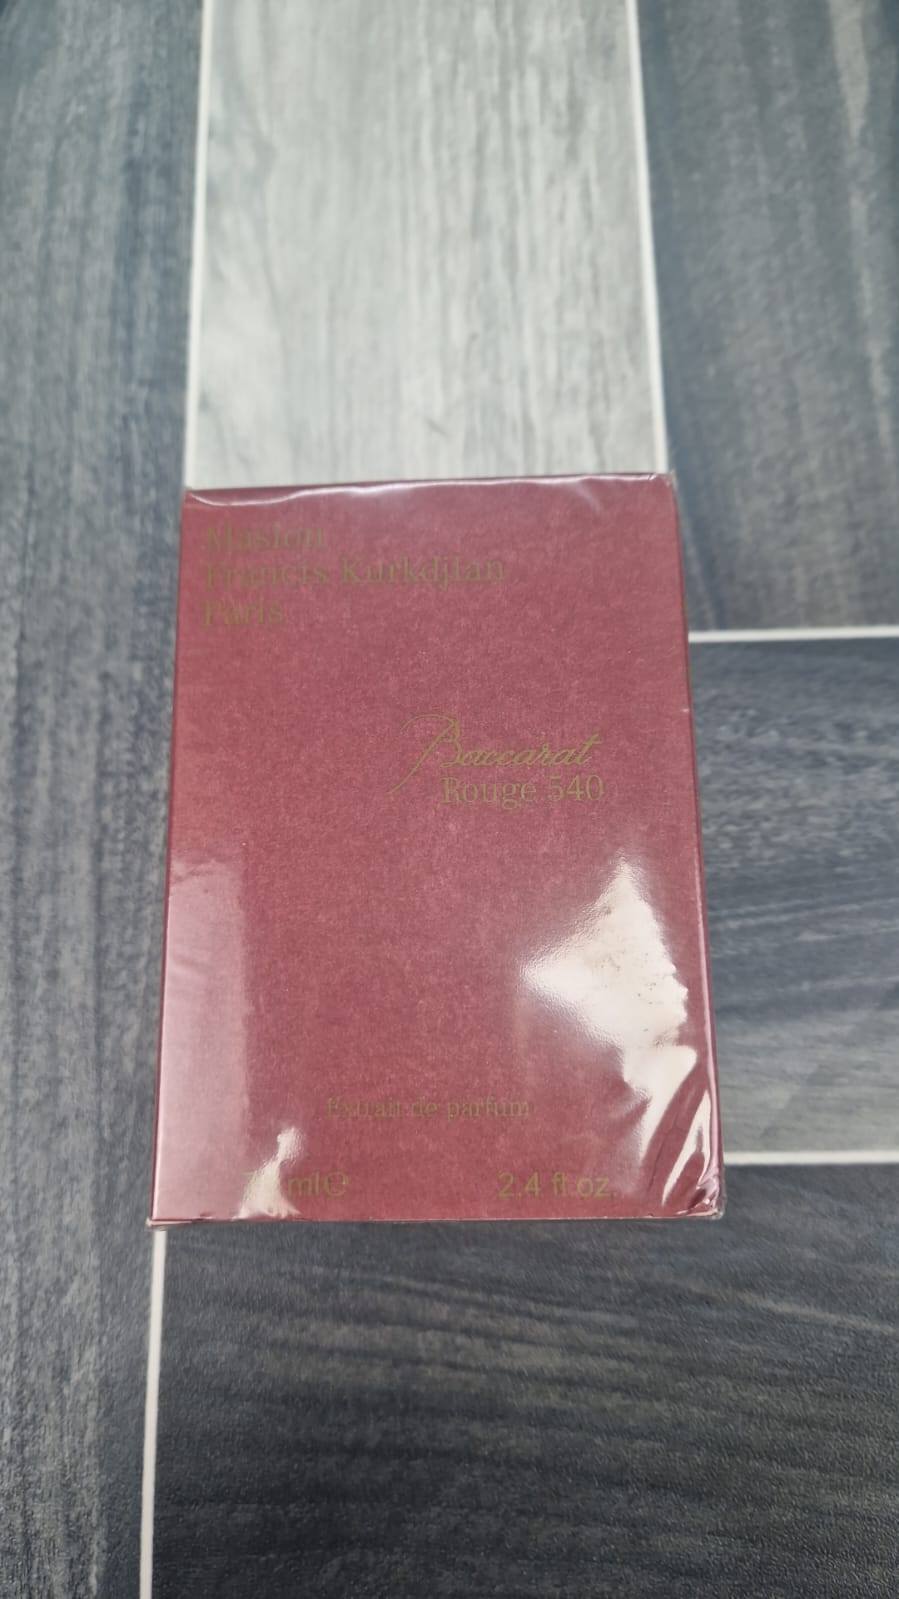 Masion
Francis Kurkdjian
Paris
Baccarat
Rouge 540
Extrait de parfum
ml℮
2.4 fl.oz.